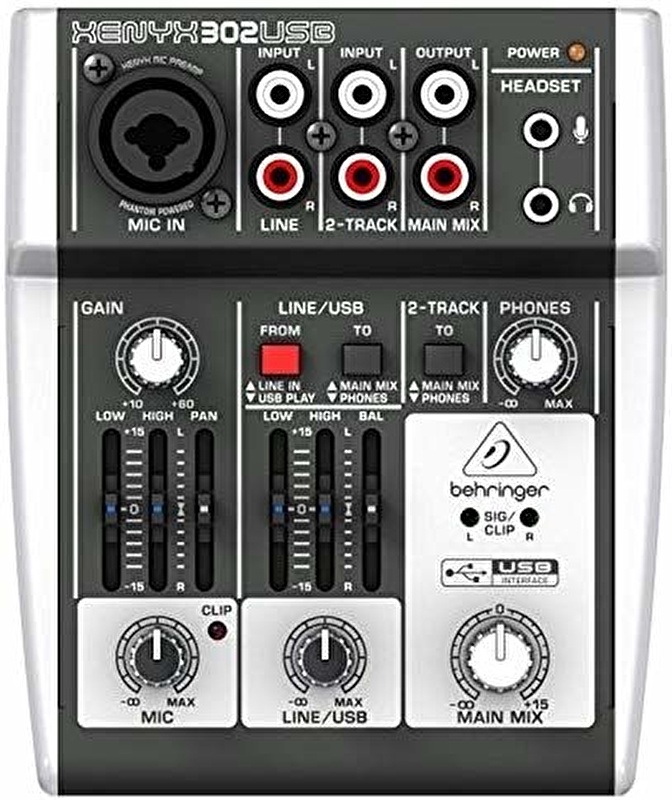 XENYX302USB
XENYX MIC PREAMP
PHANTOM POWERED
MIC IN
INPUT
L
R
LINE
INPUT
L
R
2-TRACK
OUTPUT
L
R
MAIN MIX
POWER
HEADSET
GAIN
+10 +60
LINE/USB
FROM
LINE IN
USB PLAY
TO
MAIN MIX
PHONES
2-TRACK
TO
MAIN MIX
PHONES
PHONES
-∞ MAX
LOW HIGH PAN
+15 L
0
-15 R
LOW HIGH BAL
+15 L
0
-15 R
behringer
SIG/
CLIP
L R
USB
INTERFACE
CLIP
-∞ MAX
MIC
-∞ MAX
LINE/USB
0
-∞ +15
MAIN MIX